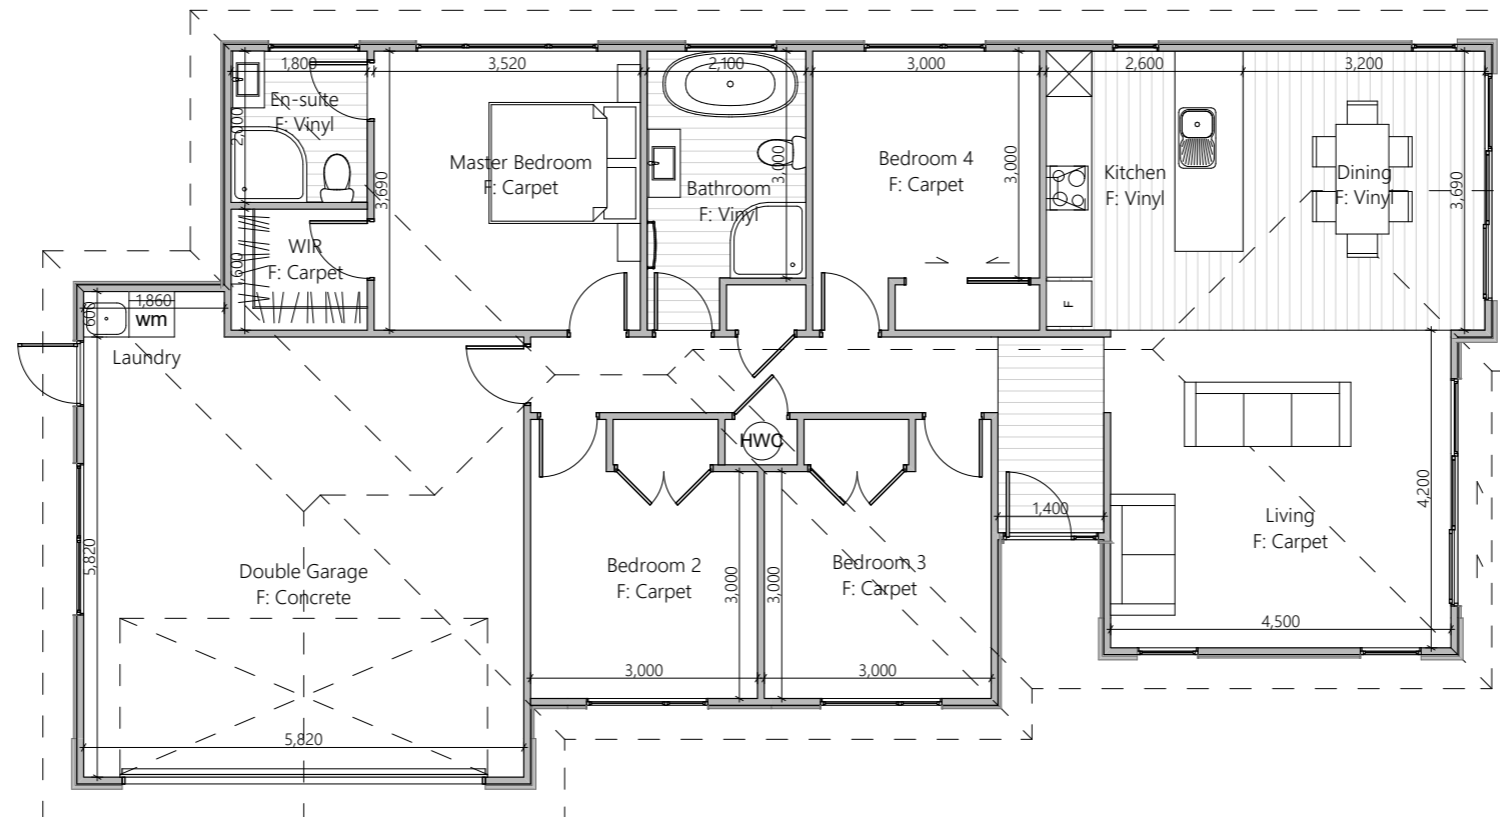 1,800
3,520
2,100
3,000
2,600
3,200
En-suite
F: Vinyl
2,000
Master Bedroom
F: Carpet
3,690
Bathroom
F: Vinyl
3,000
Bedroom 4
F: Carpet
3,000
Kitchen
F: Vinyl
Dining
F: Vinyl
3,690
WIR
F: Carpet
1,600
F
600
1,860
wm
Laundry
HWC
Double Garage
F: Concrete
5,820
5,820
Bedroom 2
F: Carpet
3,000
3,000
Bedroom 3
F: Carpet
3,000
3,000
1,400
Living
F: Carpet
4,200
4,500